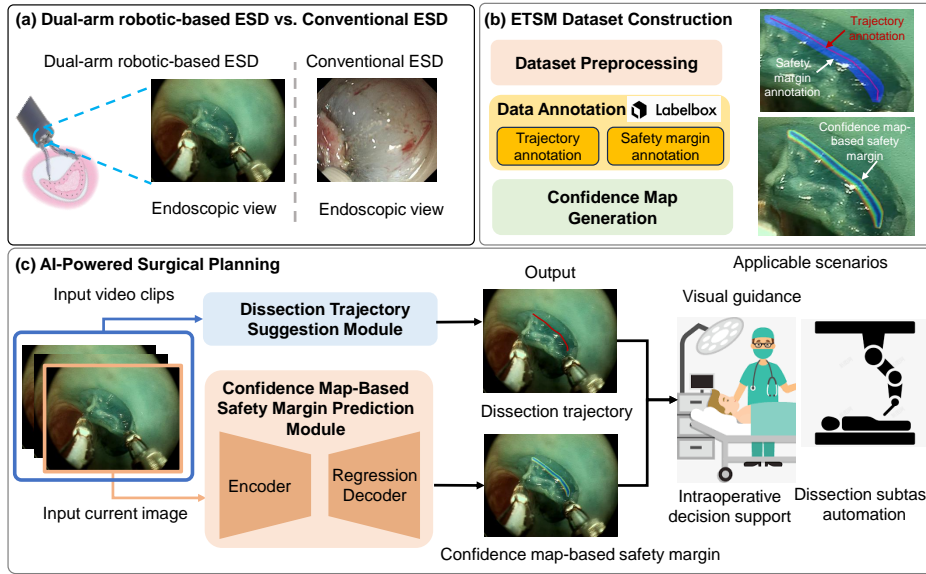 (a) Dual-arm robotic-based ESD vs. Conventional ESD
Dual-arm robotic-based ESD
Conventional ESD
Endoscopic view
Endoscopic view
(b) ETSM Dataset Construction
Dataset Preprocessing
Data Annotation
Labelbox
Trajectory
annotation
Safety margin
annotation
Confidence Map
Generation
Trajectory
annotation
Safety
margin
annotation
Confidence map-
based safety
margin
(c) AI-Powered Surgical Planning
Input video clips
Input current image
Dissection Trajectory
Suggestion Module
Confidence Map-Based
Safety Margin Prediction
Module
Encoder
Regression
Decoder
Output
Dissection trajectory
Confidence map-based safety margin
Applicable scenarios
Visual guidance
Intraoperative
decision support
Dissection subtas
automation